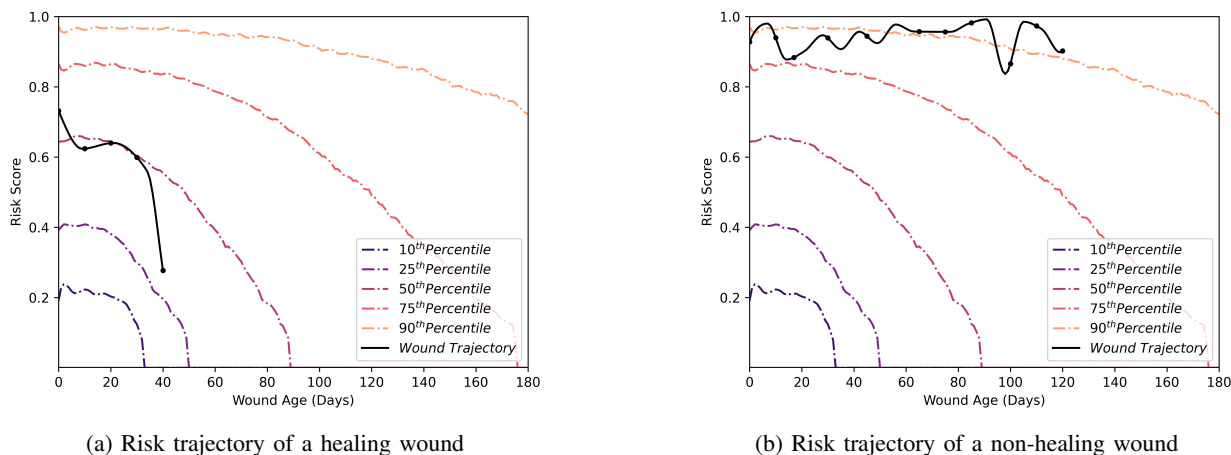 1.0
0.8
0.6
0.4
0.2
Risk Score
0 20 40 60 80 100 120 140 160 180
Wound Age (Days)
10thPercentile
25thPercentile
50thPercentile
75thPercentile
90thPercentile
Wound Trajectory
(a) Risk trajectory of a healing wound
1.0
0.8
0.6
0.4
0.2
Risk Score
0 20 40 60 80 100 120 140 160 180
Wound Age (Days)
10thPercentile
25thPercentile
50thPercentile
75thPercentile
90thPercentile
Wound Trajectory
(b) Risk trajectory of a non-healing wound